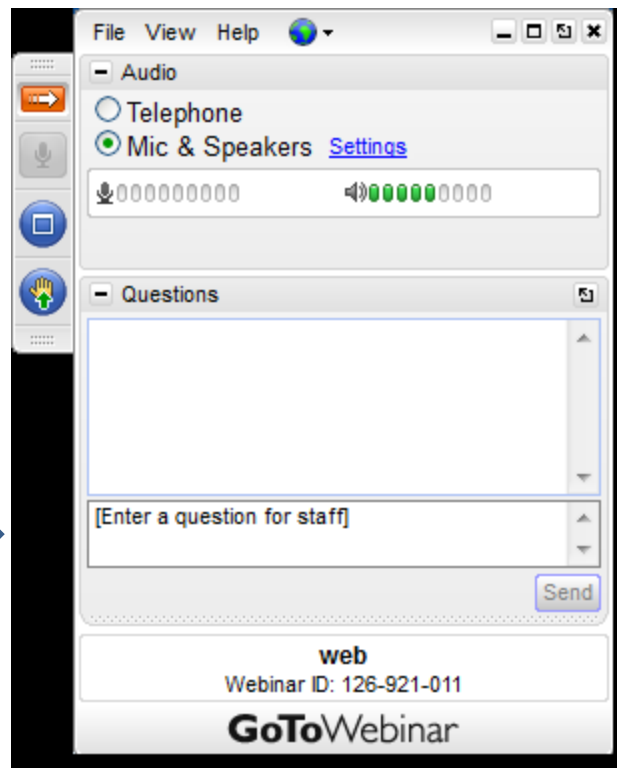 File View Help
Audio
Telephone
Mic & Speakers Settings
Questions
[Enter a question for staff]
Send
web
Webinar ID: 126-921-011
GoToWebinar